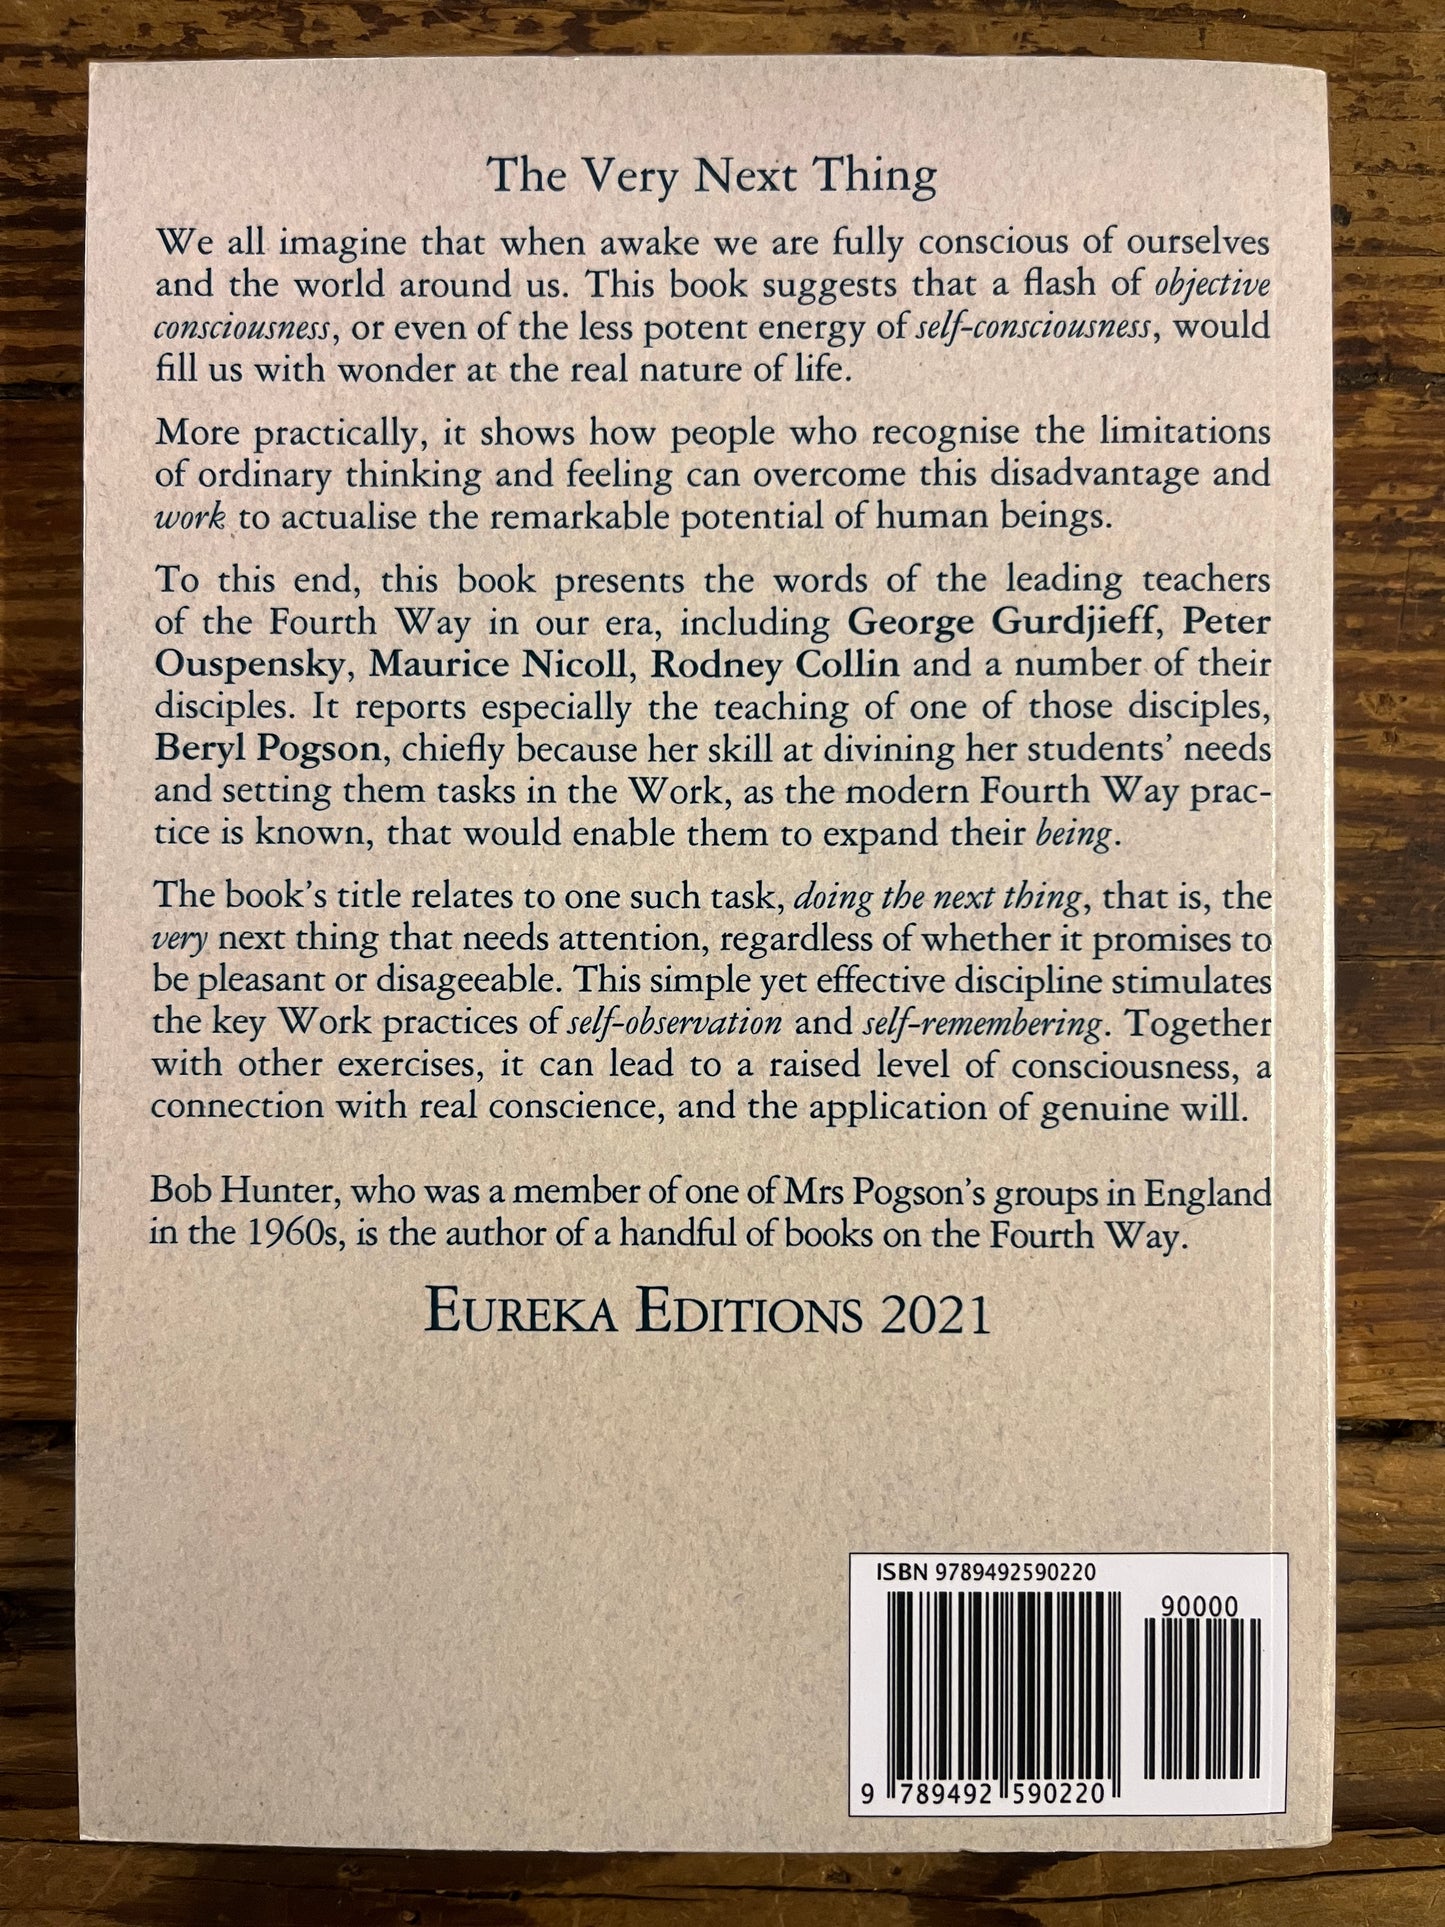 The Very Next Thing
We all imagine that when awake we are fully conscious of ourselves
and the world around us. This book suggests that a flash of objective
consciousness, or even of the less potent energy of self-consciousness, would
fill us with wonder at the real nature of life.
More practically, it shows how people who recognise the limitations
of ordinary thinking and feeling can overcome this disadvantage and
work to actualise the remarkable potential of human beings.
To this end, this book presents the words of the leading teachers
of the Fourth Way in our era, including George Gurdjieff, Peter
Ouspensky, Maurice Nicoll, Rodney Collin and a number of their
disciples. It reports especially the teaching of one of those disciples,
Beryl Pogson, chiefly because her skill at divining her students’ needs
and setting them tasks in the Work, as the modern Fourth Way prac-
tice is known, that would enable them to expand their being.
The book’s title relates to one such task, doing the next thing, that is, the
very next thing that needs attention, regardless of whether it promises to
be pleasant or disageeable. This simple yet effective discipline stimulates
the key Work practices of self-observation and self-remembering. Together
with other exercises, it can lead to a raised level of consciousness, a
connection with real conscience, and the application of genuine will.
Bob Hunter, who was a member of one of Mrs Pogson’s groups in England
in the 1960s, is the author of a handful of books on the Fourth Way.
EUREKA EDITIONS 2021
ISBN 9789492590220
90000
9 789492 590220